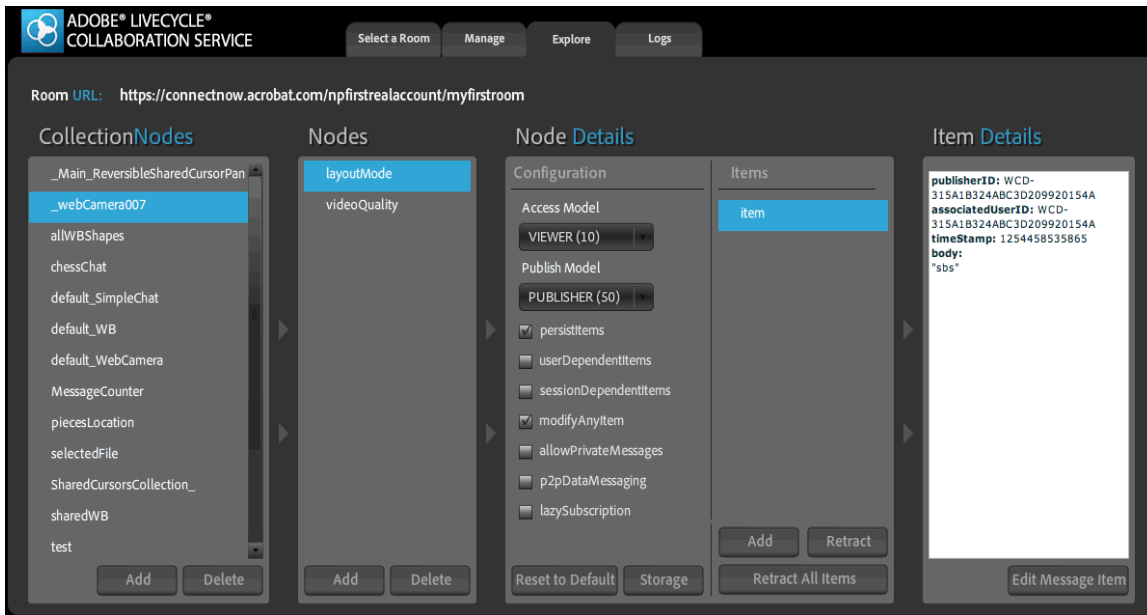 ADOBE® LIVECYCLE®
COLLABORATION SERVICE
Select a Room
Manage
Explore
Logs
Room URL: https://connectnow.acrobat.com/npfirstrealaccount/myfirstroom
CollectionNodes
_Main_ReversibleSharedCursorPan
_webCamera007
allWBShapes
chessChat
default_SimpleChat
default_WB
default_WebCamera
MessageCounter
piecesLocation
selectedFile
SharedCursorsCollection_
sharedWB
test
Add
Delete
Nodes
layoutMode
videoQuality
Add
Delete
Node Details
Configuration
Access Model
VIEWER (10)
Publish Model
PUBLISHER (50)
persistItems
userDependentItems
sessionDependentItems
modifyAnyItem
allowPrivateMessages
p2pDataMessaging
lazySubscription
Reset to Default
Storage
Items
item
Add
Retract
Retract All Items
Item Details
publisherID: WCD-
315A1B324ABC3D209920154A
associatedUserID: WCD-
315A1B324ABC3D209920154A
timeStamp: 1254458535865
body:
"sbs"
Edit Message Item